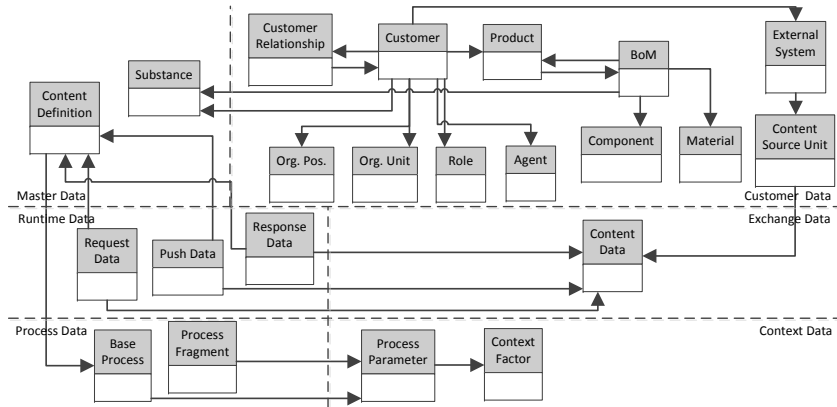 Customer
Relationship
Customer
Product
BoM
External
System
Substance
Content
Definition
Org. Pos.
Org. Unit
Role
Agent
Component
Material
Content
Source Unit
Master Data
Customer Data
Runtime Data
Exchange Data
Request
Data
Push Data
Response
Data
Content
Data
Process Data
Context Data
Base
Process
Process
Fragment
Process
Parameter
Context
Factor